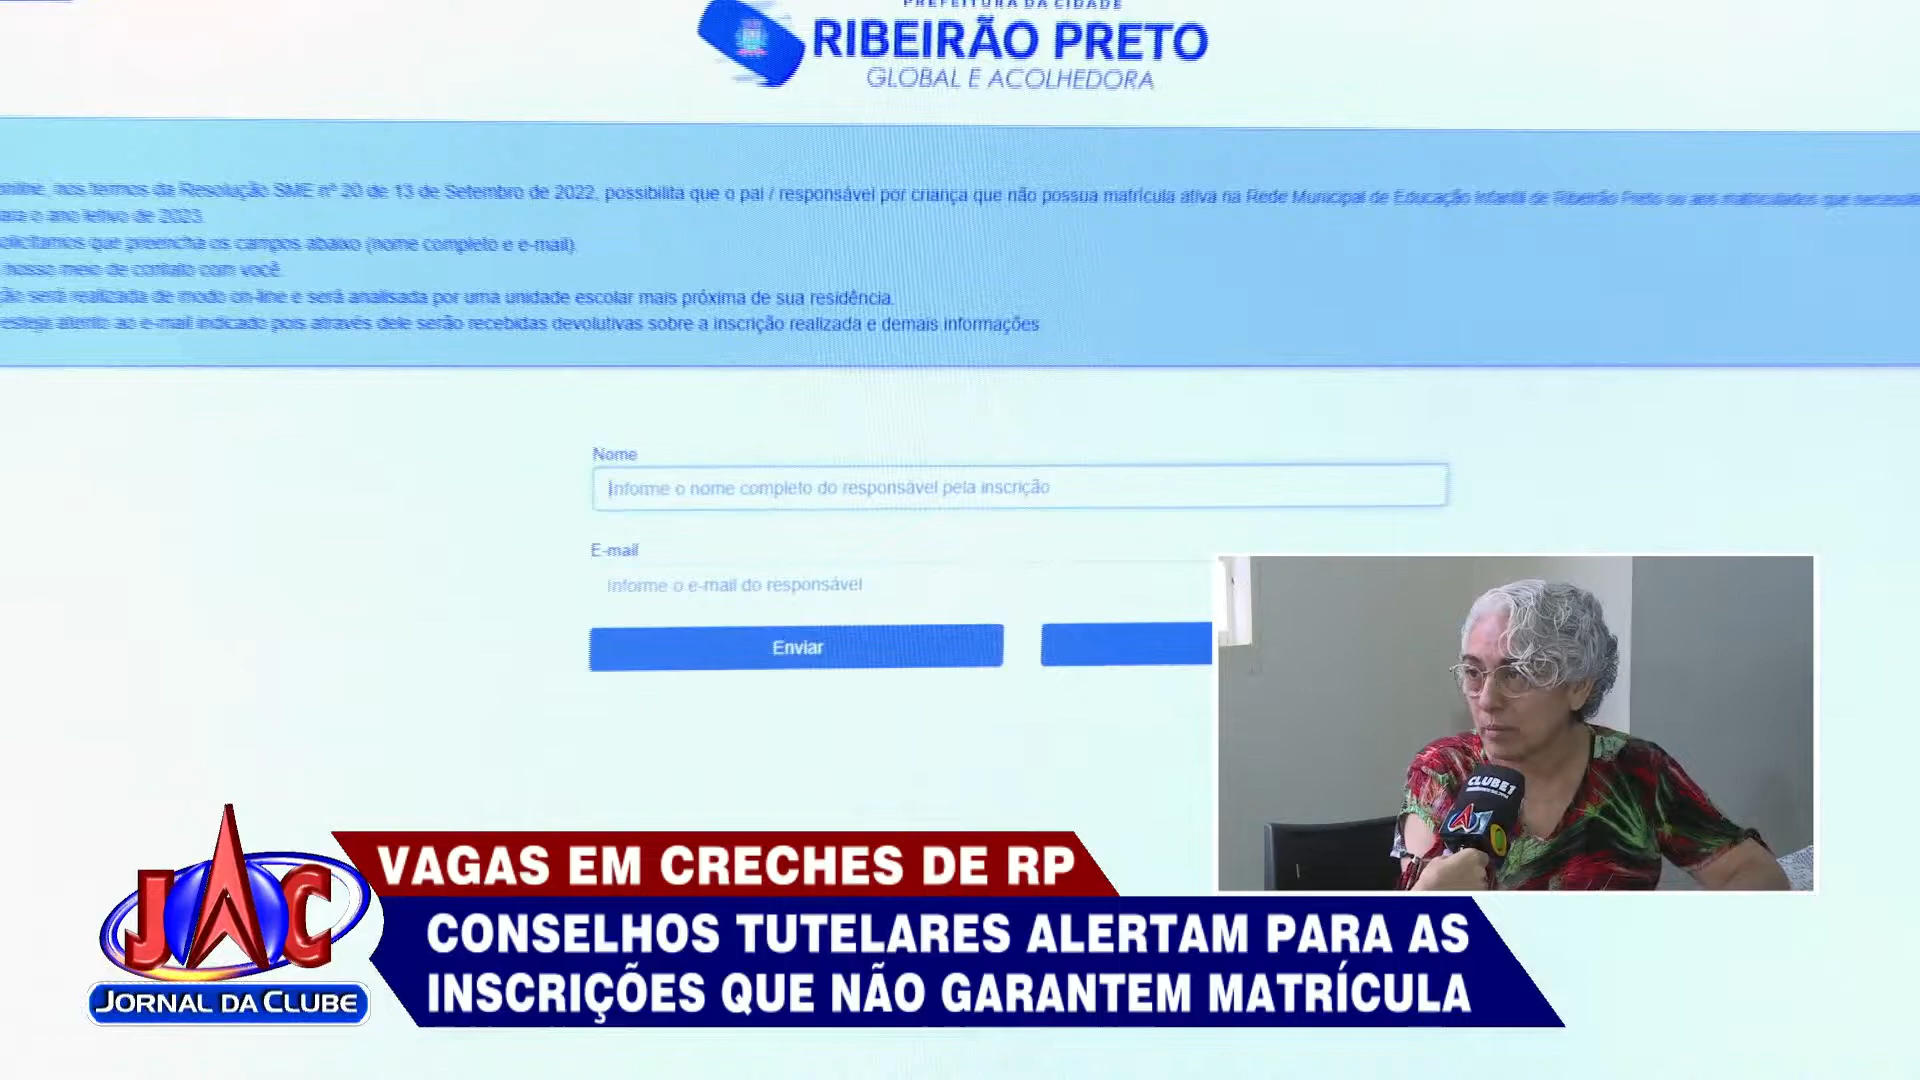 PREFEITURA DA CIDADE
RIBEIRÃO PRETO
GLOBAL E ACOLHEDORA
nos termos da Resolução SME nº 20 de 13 de Setembro de 2022, possibilita que o pai / responsável por criança que não possua matrícula ativa na Rede Municipal de Educação Infantil de Ribeirão Preto ou aos matriculados que
o ano letivo de 2023.
solicitamos que preencha os campos abaixo (nome completo e e-mail).
nosso meio de contato com você.
será realizada de modo on-line e será analisada por uma unidade escolar mais próxima de sua residência.
esteja atento ao e-mail indicado pois através dele serão recebidas devolutivas sobre a inscrição realizada e demais informações
Nome
Informe o nome completo do responsável pela inscrição
E-mail
Informe o e-mail do responsável
Enviar
CLUBE1
VAGAS EM CRECHES DE RP
CONSELHOS TUTELARES ALERTAM PARA AS
INSCRIÇÕES QUE NÃO GARANTEM MATRÍCULA
JAC
JORNAL DA CLUBE